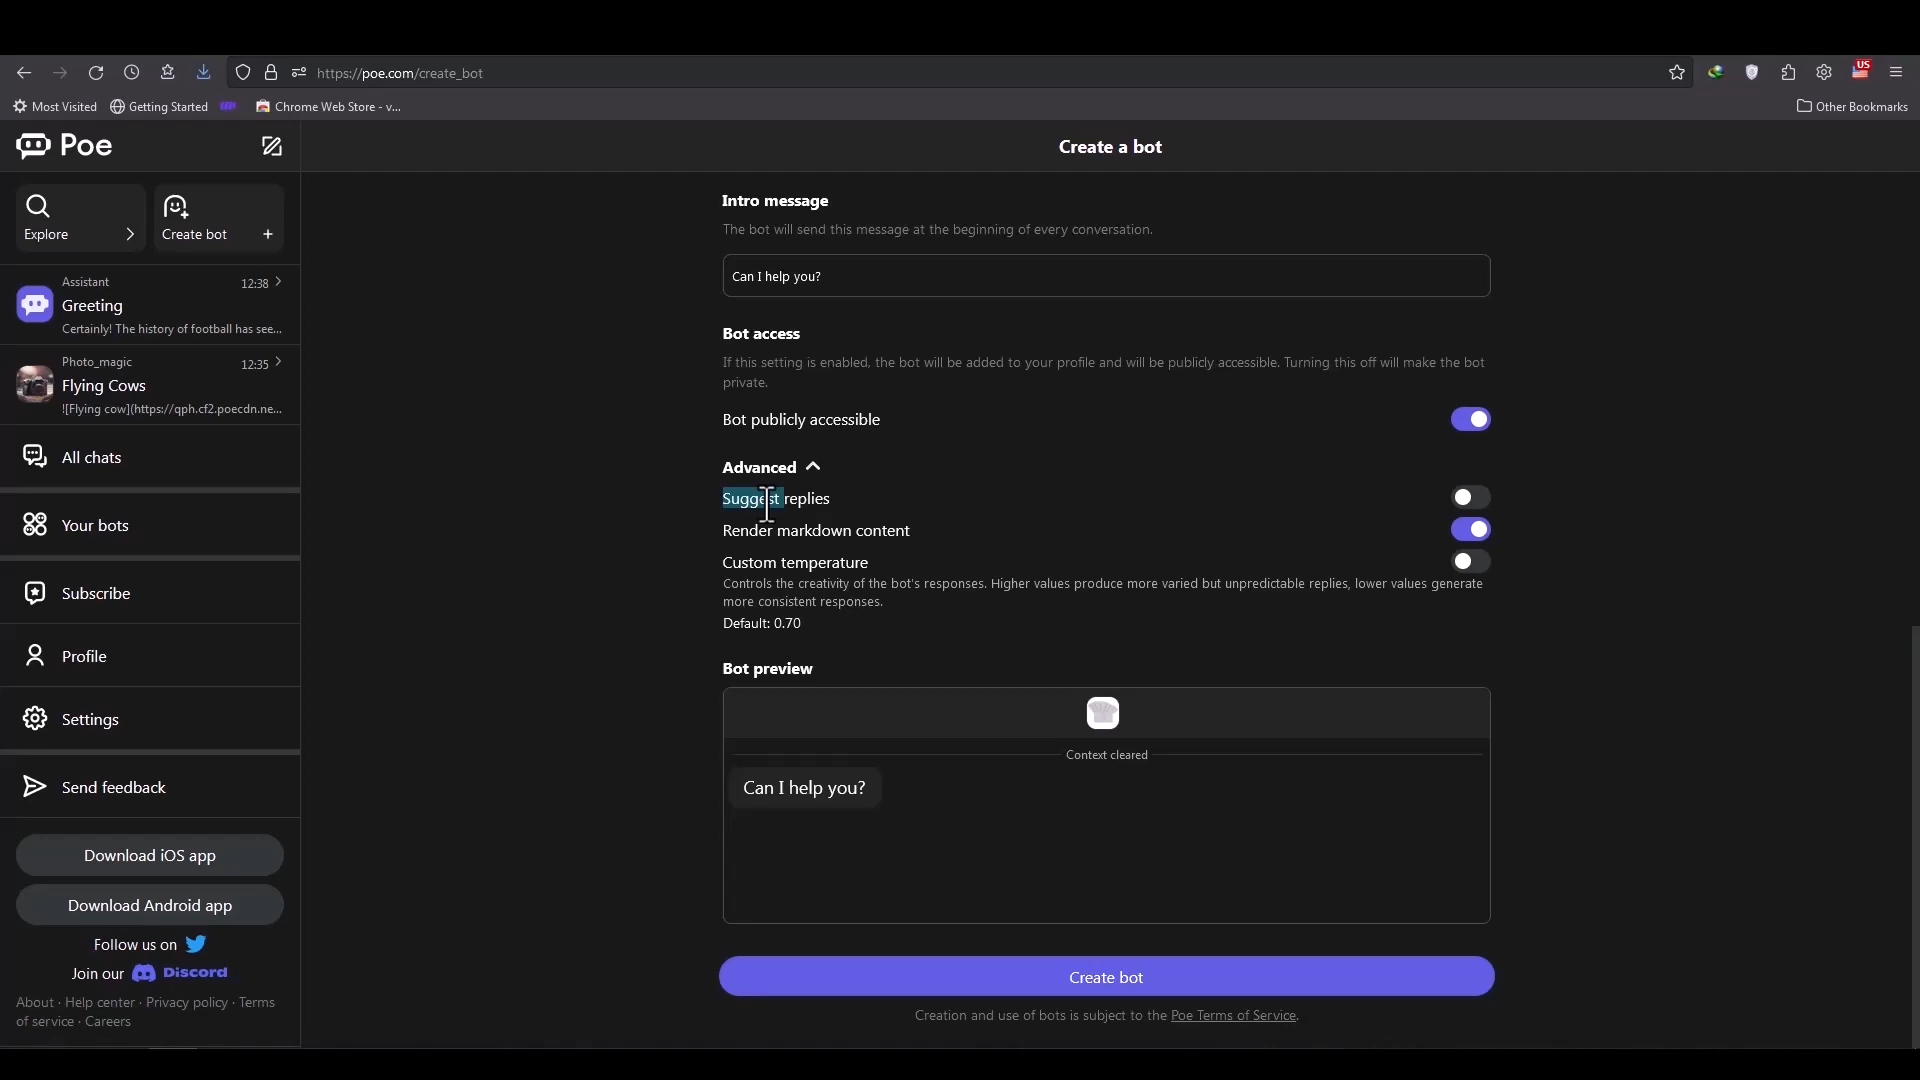 https://poe.com/create_bot
US
Most Visited
Getting Started
Chrome Web Store - v...
Other Bookmarks
Poe
Create a bot
Explore
Create bot
Assistant
12:38
Greeting
Certainly! The history of football has see...
Photo_magic
12:35
Flying Cows
![Flying cow](https://qph.cf2.poecdn.ne...
All chats
Your bots
Subscribe
Profile
Settings
Send feedback
Download iOS app
Download Android app
Follow us on
Join our Discord
About · Help center · Privacy policy · Terms
of service · Careers
Intro message
The bot will send this message at the beginning of every conversation.
Can I help you?
Bot access
If this setting is enabled, the bot will be added to your profile and will be publicly accessible. Turning this off will make the bot
private.
Bot publicly accessible
Advanced
Suggest replies
Render markdown content
Custom temperature
Controls the creativity of the bot's responses. Higher values produce more varied but unpredictable replies, lower values generate
more consistent responses.
Default: 0.70
Bot preview
Context cleared
Can I help you?
Create bot
Creation and use of bots is subject to the Poe Terms of Service.